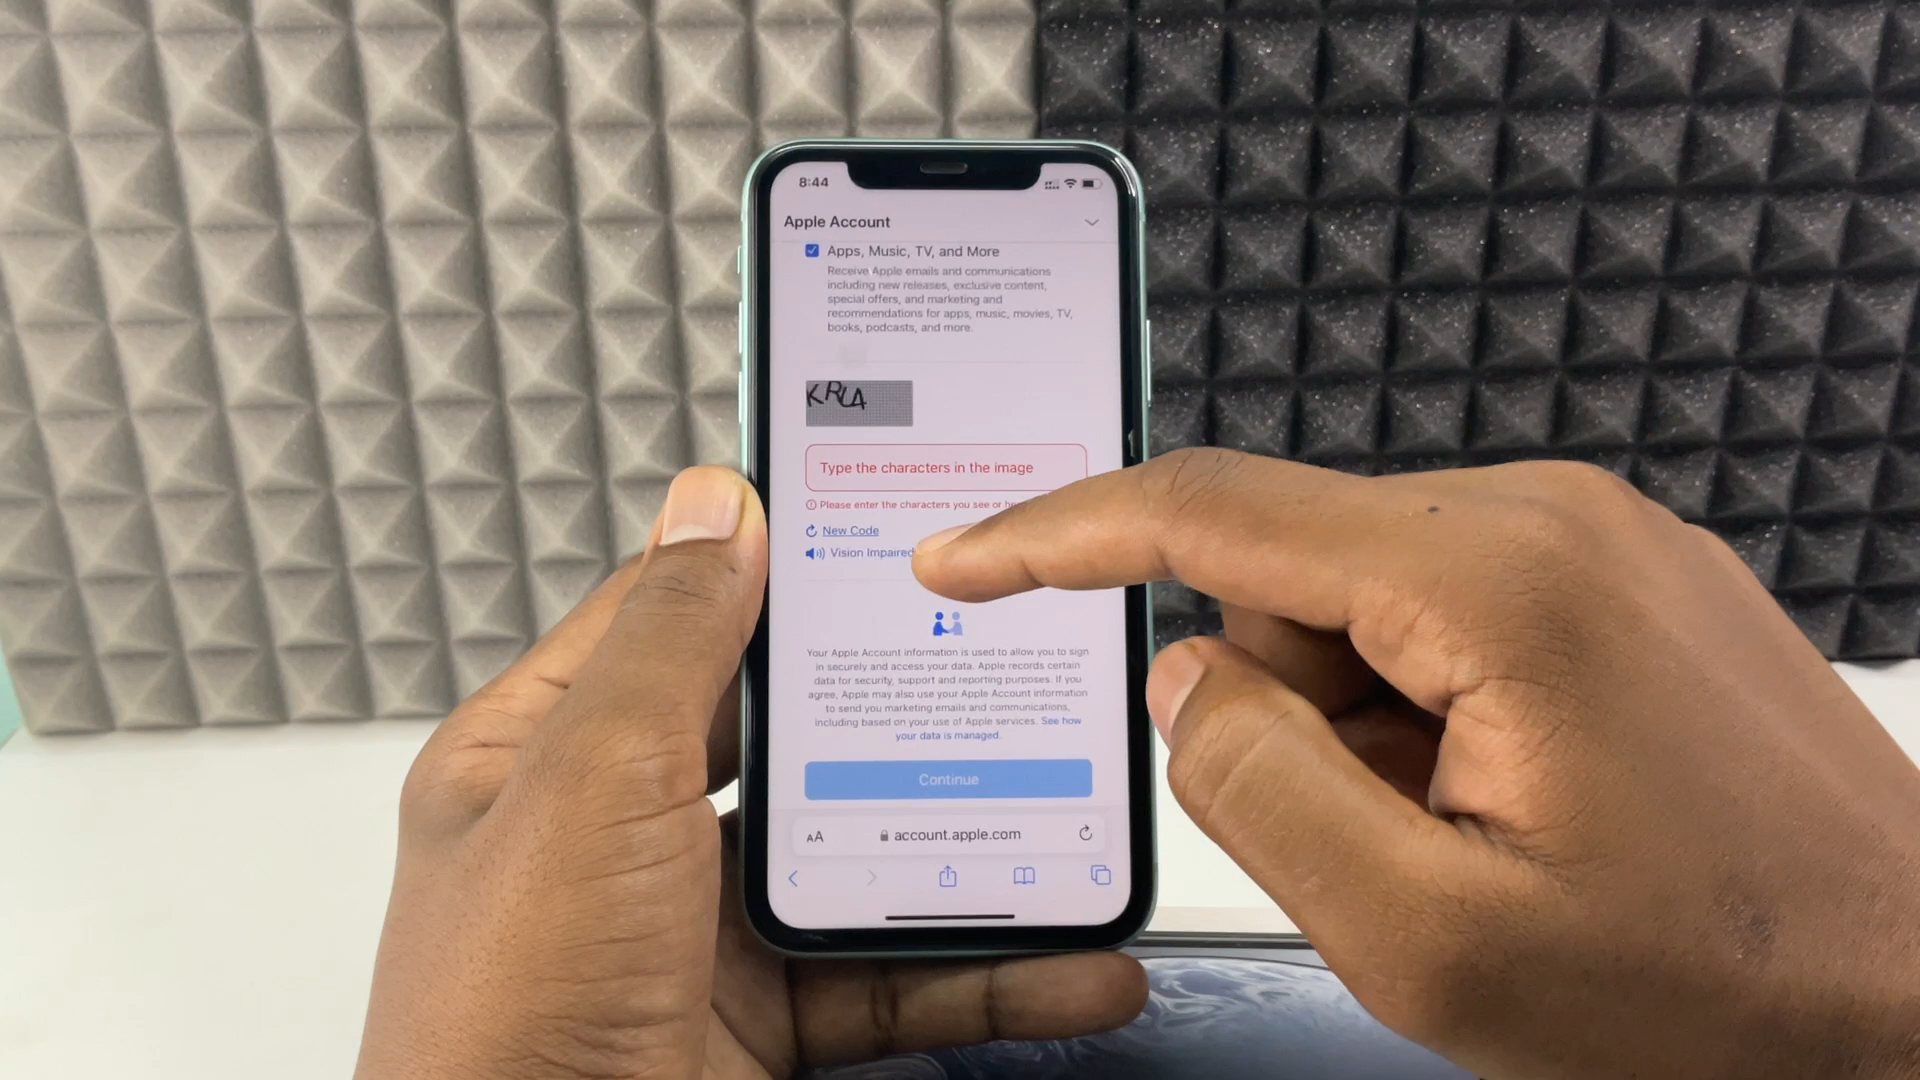 8:44
Apple Account
Apps, Music, TV, and More
Receive Apple emails and communications
including new releases, exclusive content,
special offers, and marketing and
recommendations for apps, music, movies, TV,
books, podcasts, and more.
KRLA
Type the characters in the image
Please enter the characters you see or
New Code
Vision Impaired
Your Apple Account information is used to allow you to sign
in securely and access your data. Apple records certain
data for security, support and reporting purposes. If you
agree, Apple may also use your Apple Account information
to send you marketing emails and communications,
including based on your use of Apple services. See how
your data is managed.
Continue
AA account.apple.com